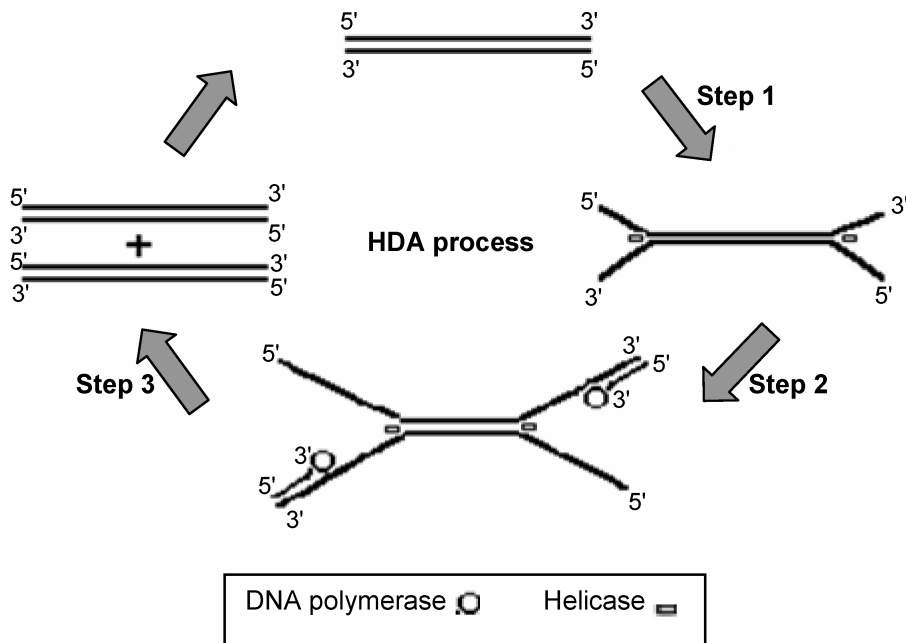 5' 3'
3' 5'
Step 1
5' 3'
3' 5'
5' 3'
3' 5'
HDA process
5' 3'
3' 5'
Step 2
Step 3
5' 3' 5'
3'
3'
5'
3' 5'
DNA polymerase Helicase